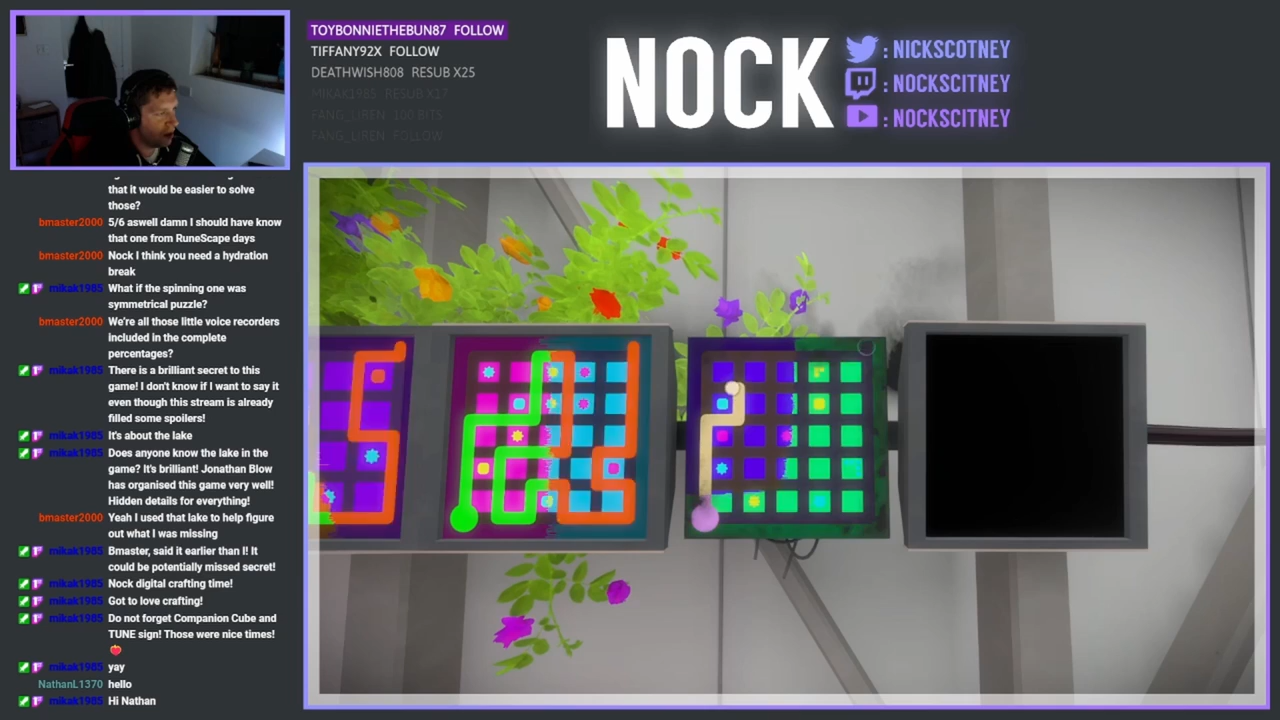 TOYBONNIETHEBUN87 FOLLOW
TIFFANY92X FOLLOW
DEATHWISH808 RESUB X25
MIKAK1985 RESUB X17
FANG_LIREN 100 BITS
FANG_LIREN FOLLOW
NOCK
: NICKSCOTNEY
: NOCKSCITNEY
: NOCKSCITNEY
that it would be easier to solve
those?
bmaster2000 5/6 aswell damn I should have know
that one from RuneScape days
bmaster2000 Nock I think you need a hydration
break
mikak1985 What if the spinning one was
symmetrical puzzle?
bmaster2000 We're all those little voice recorders
included in the complete
percentages?
mikak1985 There is a brilliant secret to this
game! I don't know if I want to say it
even though this stream is already
filled some spoilers!
mikak1985 It's about the lake
mikak1985 Does anyone know the lake in the
game? It's brilliant! Jonathan Blow
has organised this game very well!
Hidden details for everything!
bmaster2000 Yeah I used that lake to help figure
out what I was missing
mikak1985 Bmaster, said it earlier than I! It
could be potentially missed secret!
mikak1985 Nock digital crafting time!
mikak1985 Got to love crafting!
mikak1985 Do not forget Companion Cube and
TUNE sign! Those were nice times!
mikak1985 yay
NathanL1370 hello
mikak1985 Hi Nathan